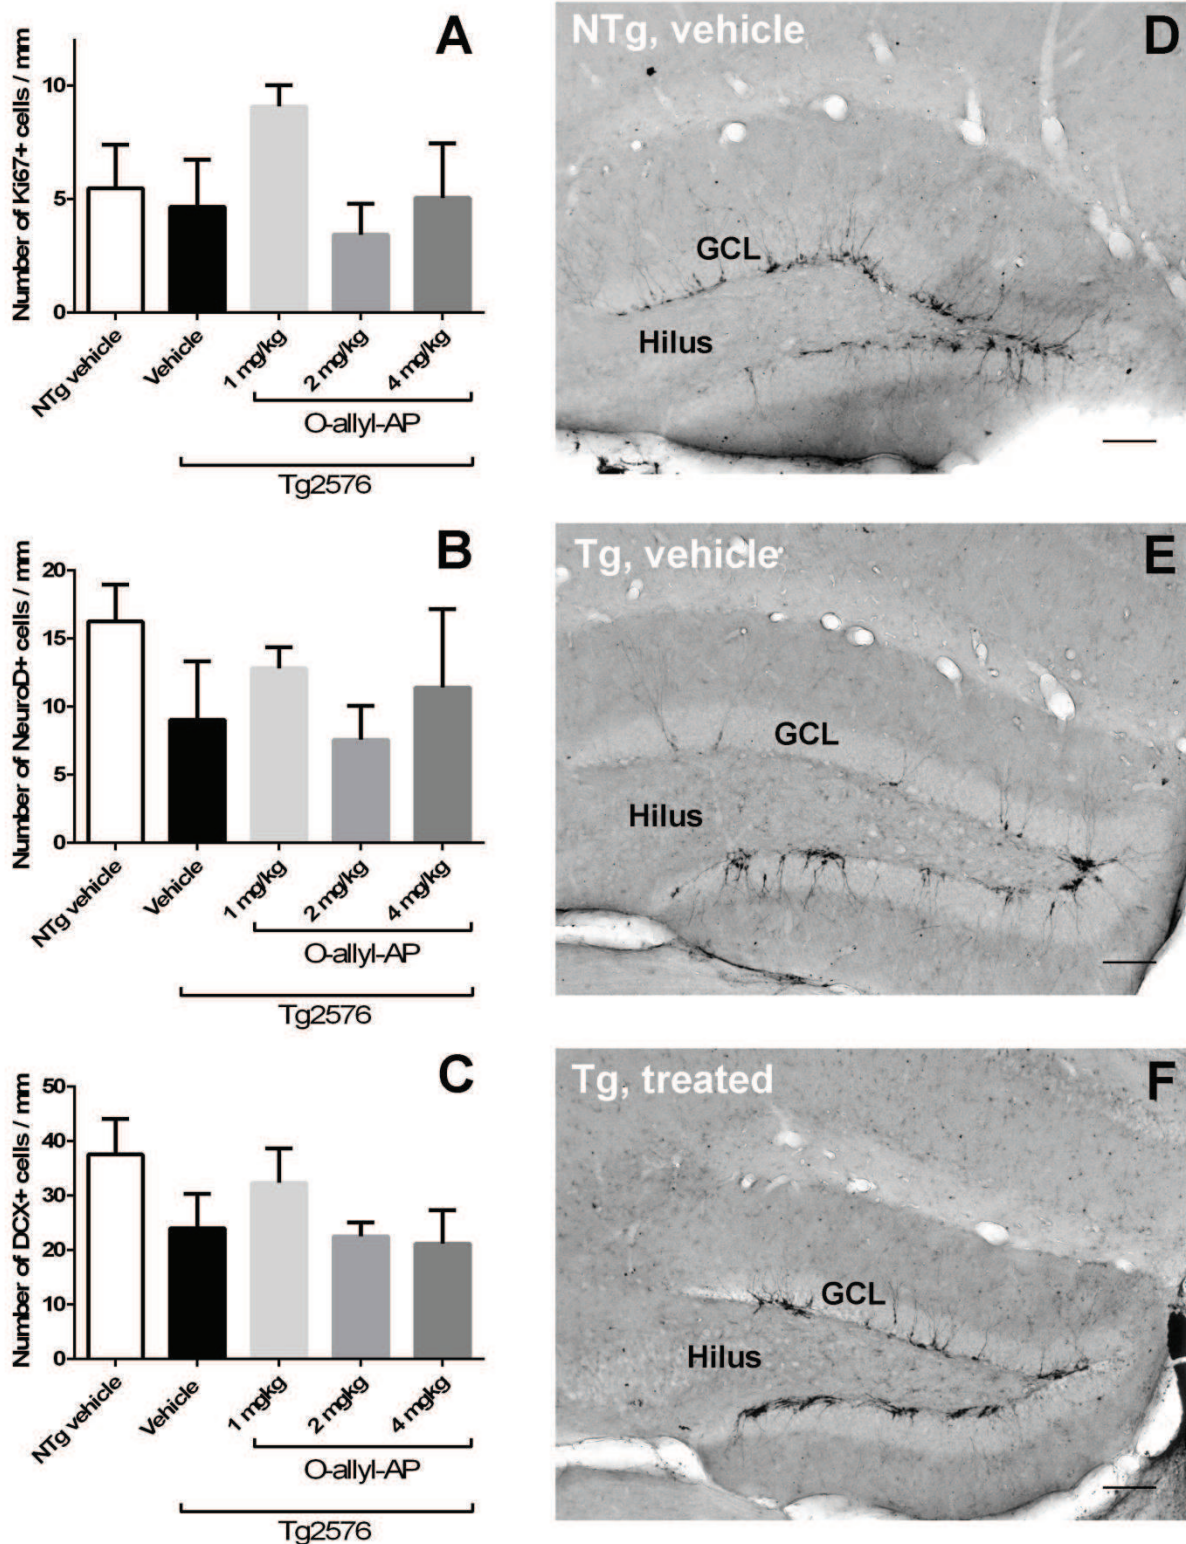 A
Number of Ki67+ cells / mm
10
5
0
NTg vehicle
Vehicle
1 mg/kg
2 mg/kg
4 mg/kg
O-allyl-AP
Tg2576
NTg, vehicle
D
GCL
Hilus
B
Number of NeuroD+ cells / mm
20
15
10
5
0
NTg vehicle
Vehicle
1 mg/kg
2 mg/kg
4 mg/kg
O-allyl-AP
Tg2576
Tg, vehicle
E
GCL
Hilus
C
Number of DCX+ cells / mm
50
40
30
20
10
0
NTg vehicle
Vehicle
1 mgkg
2 mgkg
4 mgkg
O-allyl-AP
Tg2576
Tg, treated
F
GCL
Hilus